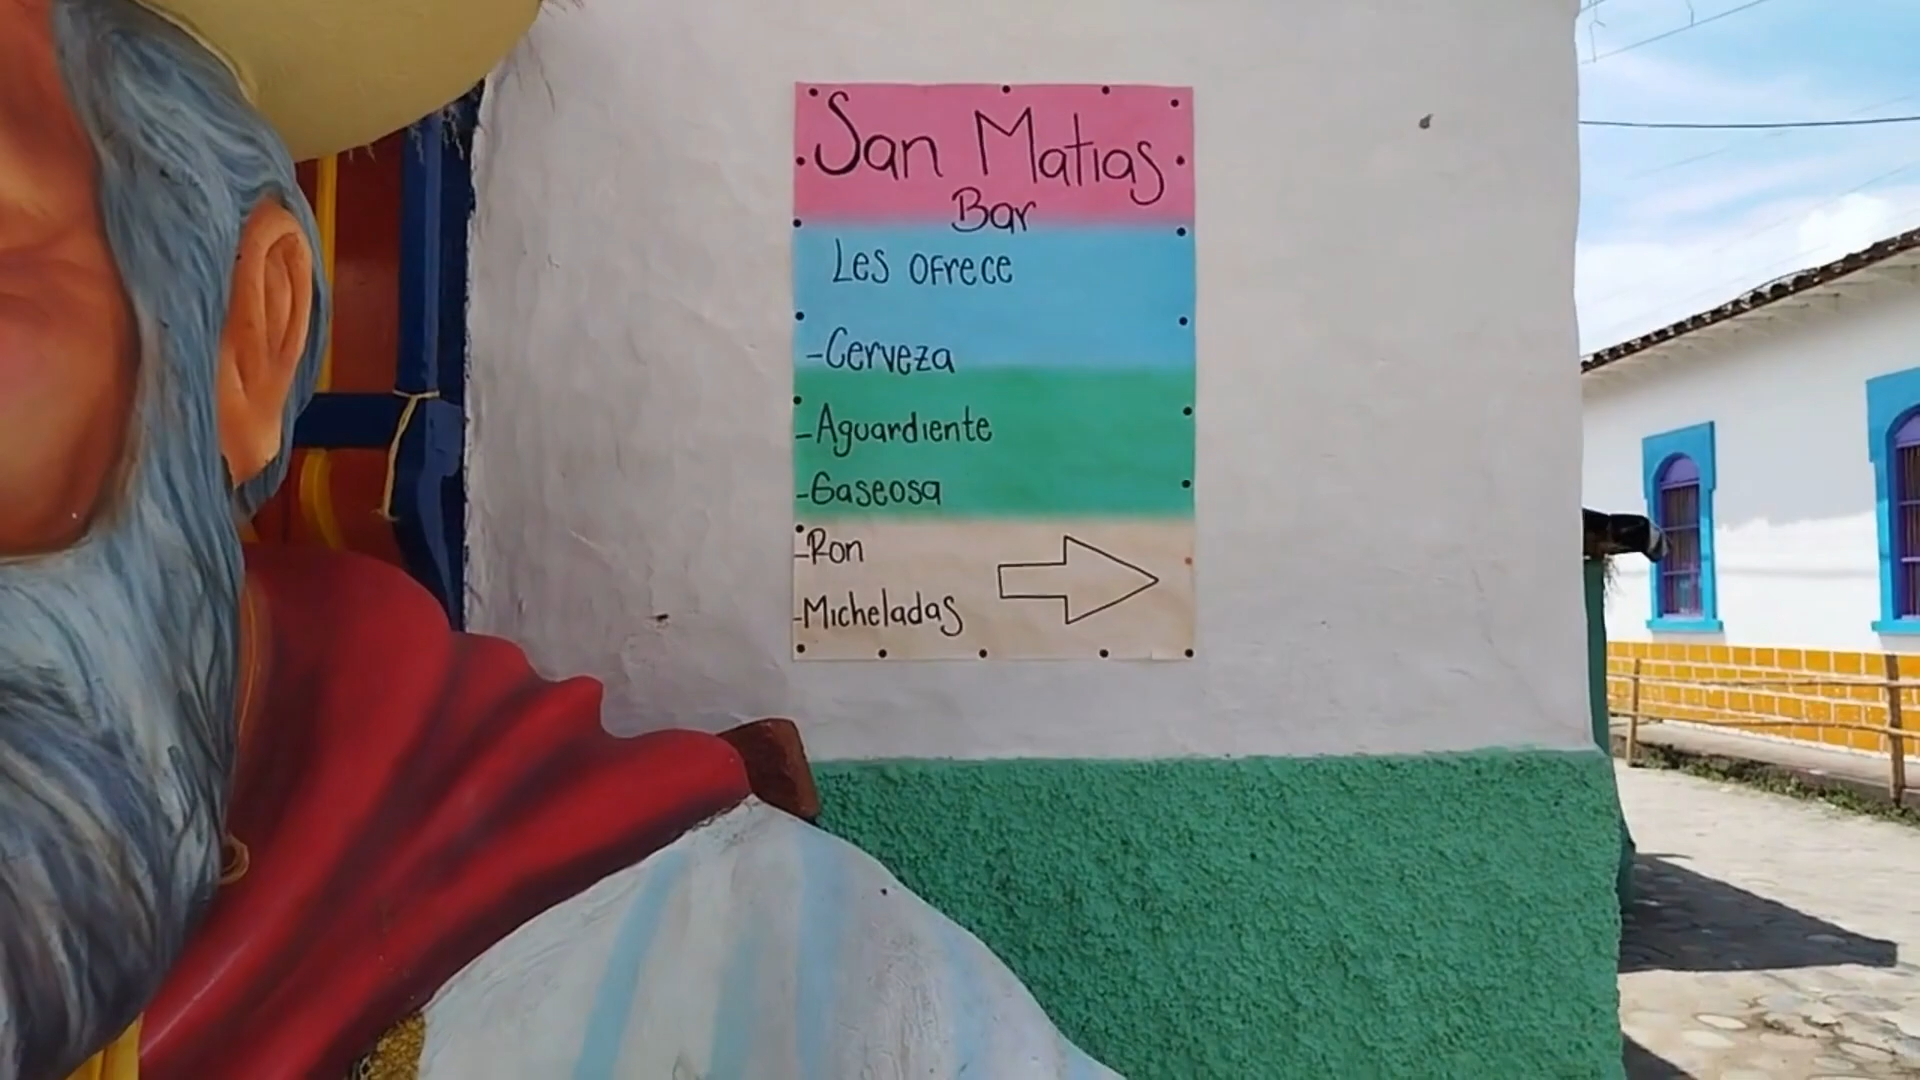 San Matias
Bar
Les ofrece
-Cerveza
-Aguardiente
-Gaseosa
-Ron
-Micheladas